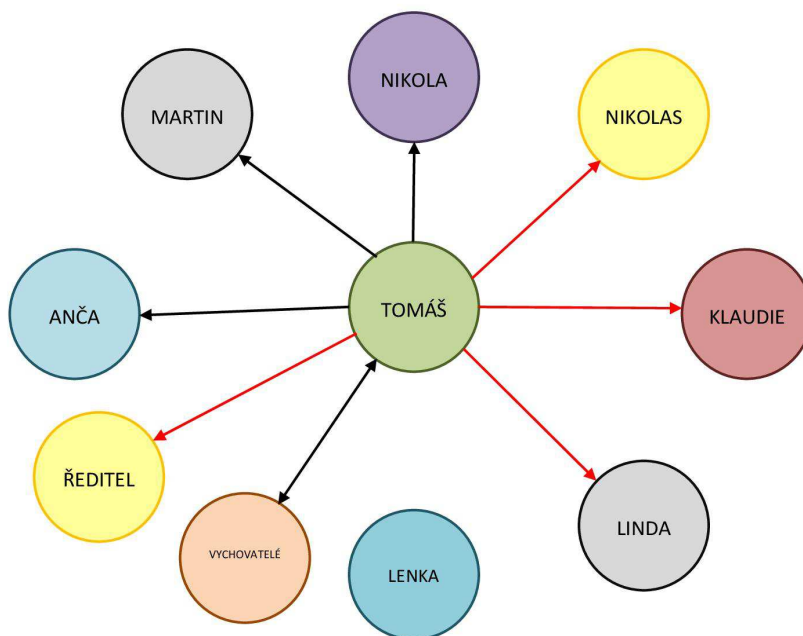 NIKOLA
MARTIN
NIKOLAS
ANČA
TOMÁŠ
KLAUDIE
ŘEDITEL
LINDA
VYCHOVATELÉ
LENKA